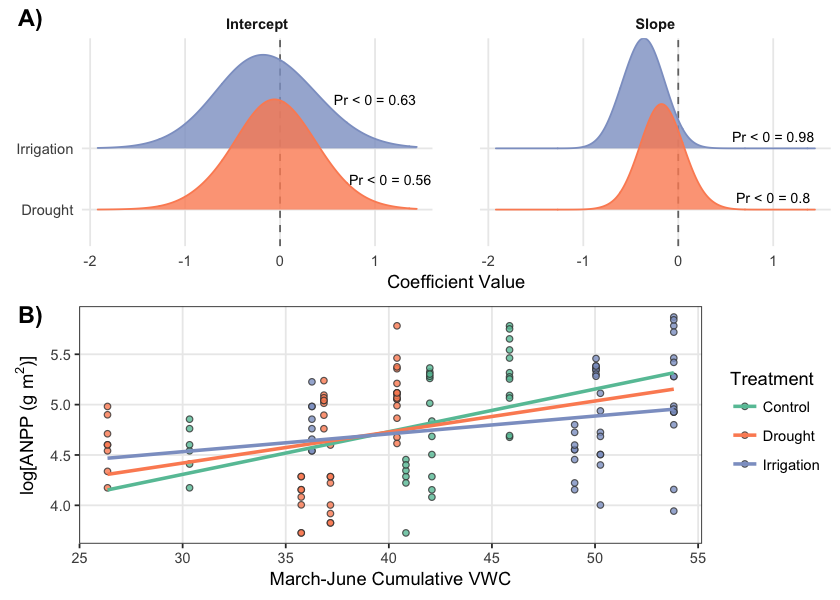 A)
Intercept Slope
Pr < 0 = 0.63
Pr < 0 = 0.98
Irrigation
Pr < 0 = 0.56
Pr < 0 = 0.8
Drought
-2 -1 0 1 -2 -1 0 1
Coefficient Value
B)
log[ANPP (g m²)]
5.5
5.0
4.5
4.0
25 30 35 40 45 50 55
March-June Cumulative VWC
Treatment
Control
Drought
Irrigation